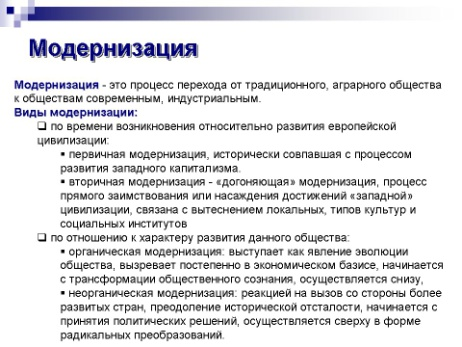 Модернизация
Модернизация - это процесс перехода от традиционного, аграрного общества
к обществам современным, индустриальным.
Виды модернизации:
❑ по времени возникновения относительно развития европейской
цивилизации:
▪ первичная модернизация, исторически совпавшая с процессом
развития западного капитализма.
▪ вторичная модернизация - «догоняющая» модернизация, процесс
прямого заимствования или насаждения достижений «западной»
цивилизации, связана с вытеснением локальных, типов культур и
социальных институтов
❑ по отношению к характеру развития данного общества:
▪ органическая модернизация: выступает как явление эволюции
общества, вызревает постепенно в экономическом базисе, начинается
с трансформации общественного сознания, осуществляется снизу,
▪ неорганическая модернизация: реакцией на вызов со стороны более
развитых стран, преодоление исторической отсталости, начинается с
принятия политических решений, осуществляется сверху в форме
радикальных преобразований.